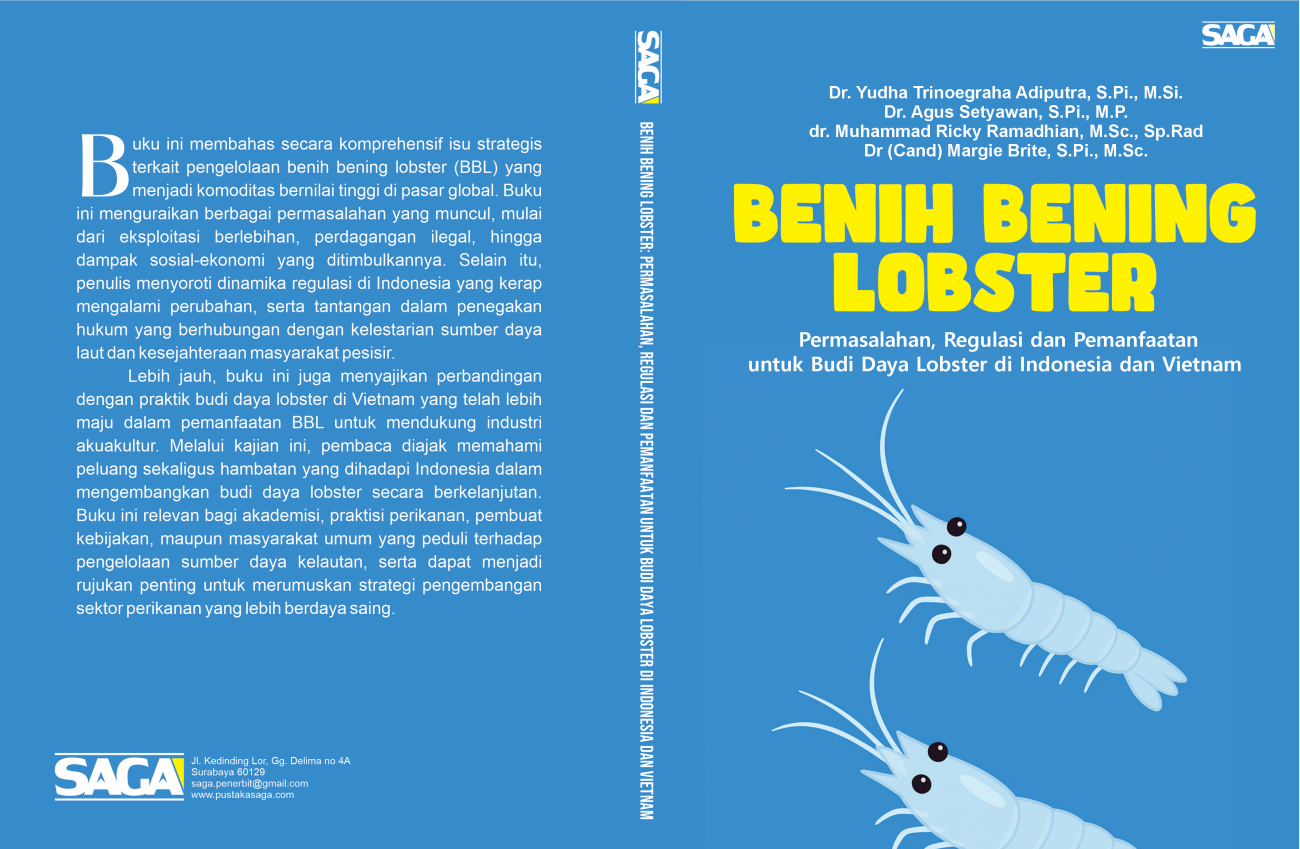 Buku ini membahas secara komprehensif isu strategis
terkait pengelolaan benih bening lobster (BBL) yang
menjadi komoditas bernilai tinggi di pasar global. Buku
ini menguraikan berbagai permasalahan yang muncul, mulai
dari eksploitasi berlebihan, perdagangan ilegal, hingga
dampak sosial-ekonomi yang ditimbulkannya. Selain itu,
penulis menyoroti dinamika regulasi di Indonesia yang kerap
mengalami perubahan, serta tantangan dalam penegakan
hukum yang berhubungan dengan kelestarian sumber daya
laut dan kesejahteraan masyarakat pesisir.
Lebih jauh, buku ini juga menyajikan perbandingan
dengan praktik budi daya lobster di Vietnam yang telah lebih
maju dalam pemanfaatan BBL untuk mendukung industri
akuakultur. Melalui kajian ini, pembaca diajak memahami
peluang sekaligus hambatan yang dihadapi Indonesia dalam
mengembangkan budi daya lobster secara berkelanjutan.
Buku ini relevan bagi akademisi, praktisi perikanan, pembuat
kebijakan, maupun masyarakat umum yang peduli terhadap
pengelolaan sumber daya kelautan, serta dapat menjadi
rujukan penting untuk merumuskan strategi pengembangan
sektor perikanan yang lebih berdaya saing.
SAGA
Jl. Kedinding Lor, Gg. Delima no 4A
Surabaya 60129
saga.penerbit@gmail.com
www.pustakasaga.com
SAGA
BENIH BENING LOBSTER: PERMASALAHAN, REGULASI DAN PEMANFAATAN UNTUK BUDI DAYA LOBSTER DI INDONESIA DAN VIETNAM
SAGA
Dr. Yudha Trinoegraha Adiputra, S.Pi., M.Si.
Dr. Agus Setyawan, S.Pi., M.P.
dr. Muhammad Ricky Ramadhian, M.Sc., Sp.Rad
Dr (Cand) Margie Brite, S.Pi., M.Sc.
BENIH BENING
LOBSTER
Permasalahan, Regulasi dan Pemanfaatan
untuk Budi Daya Lobster di Indonesia dan Vietnam